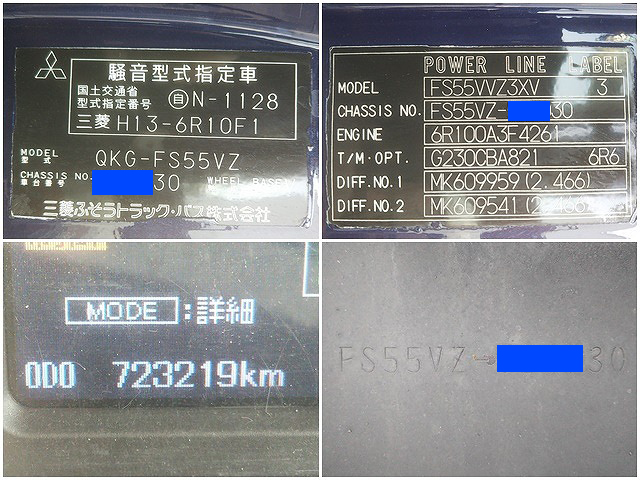 騒音型式指定車
国土交通省
型式指定番号 自N-1128
三菱 H13-6R10F1
MODEL
型式 QKG-FS55VZ
CHASSIS NO.
車台番号 30 WHEEL BASE
三菱ふそうトラック・バス株式会社
POWER LINE LABEL
MODEL FS55VVZ3XV 3
CHASSIS NO. FS55VZ- 30
ENGINE 6R100A3F4261
T/M・OPT. G230CBA821 6R6
DIFF.NO.1 MK609959(2.466)
DIFF.NO.2 MK609541(2.466
MODE :詳細
ODO 723219km
FS55VZ- 30